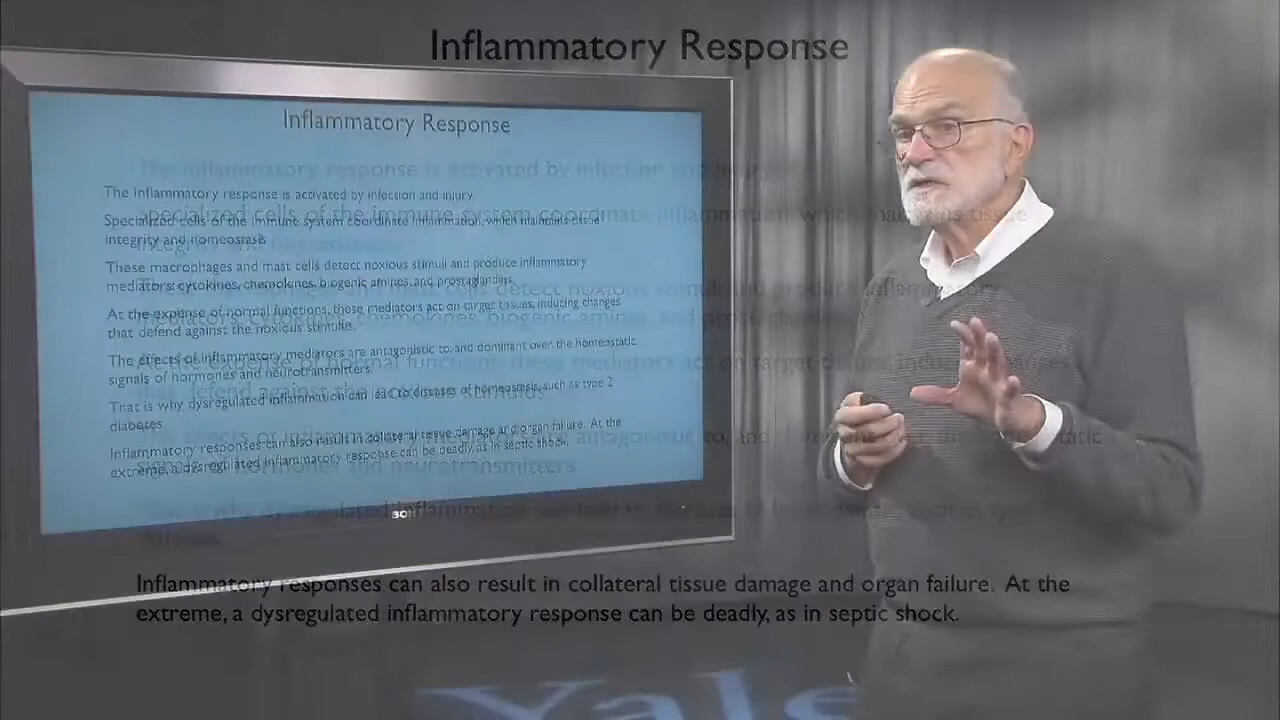 Inflammatory Response
Inflammatory Response
The inflammatory response is activated by infection and injury
Specialized cells of the immune system coordinate inflammation, which maintains tissue
integrity and homeostasis
These macrophages and mast cells detect noxious stimuli and produce inflammatory
mediators: cytokines, chemokines, biogenic amines, and prostaglandins
At the expense of normal functions, these mediators act on target tissues, inducing changes
that defend against the noxious stimulus.
The effects of inflammatory mediators are antagonistic to, and dominant over the homeostatic
signals of hormones and neurotransmitters.
That is why dysregulated inflammation can lead to diseases of homeostasis, such as type 2
diabetes
Inflammatory responses can also result in collateral tissue damage and organ failure. At the
extreme, a dysregulated inflammatory response can be deadly, as in septic shock.
Inflammatory responses can also result in collateral tissue damage and organ failure. At the
extreme, a dysregulated inflammatory response can be deadly, as in septic shock.
Yale